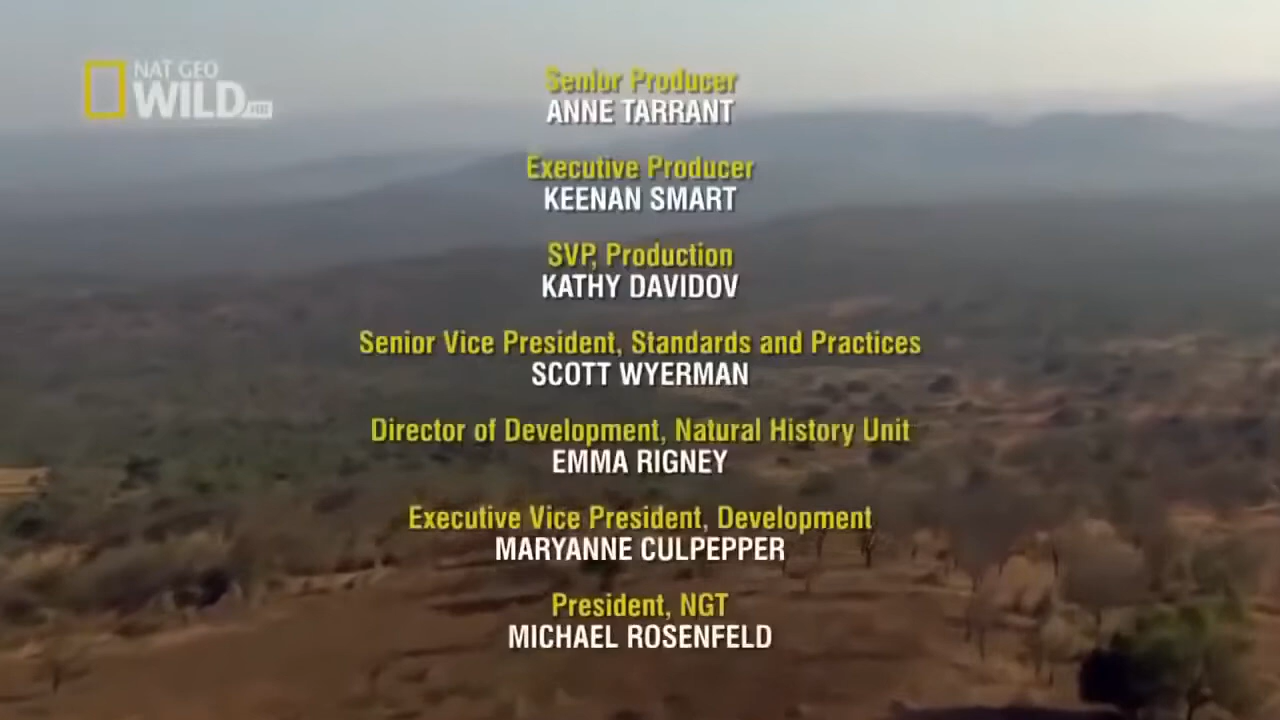 NAT GEO
WILD HD
Senior Producer
ANNE TARRANT
Executive Producer
KEENAN SMART
SVP, Production
KATHY DAVIDOV
Senior Vice President, Standards and Practices
SCOTT WYERMAN
Director of Development, Natural History Unit
EMMA RIGNEY
Executive Vice President, Development
MARYANNE CULPEPPER
President, NGT
MICHAEL ROSENFELD